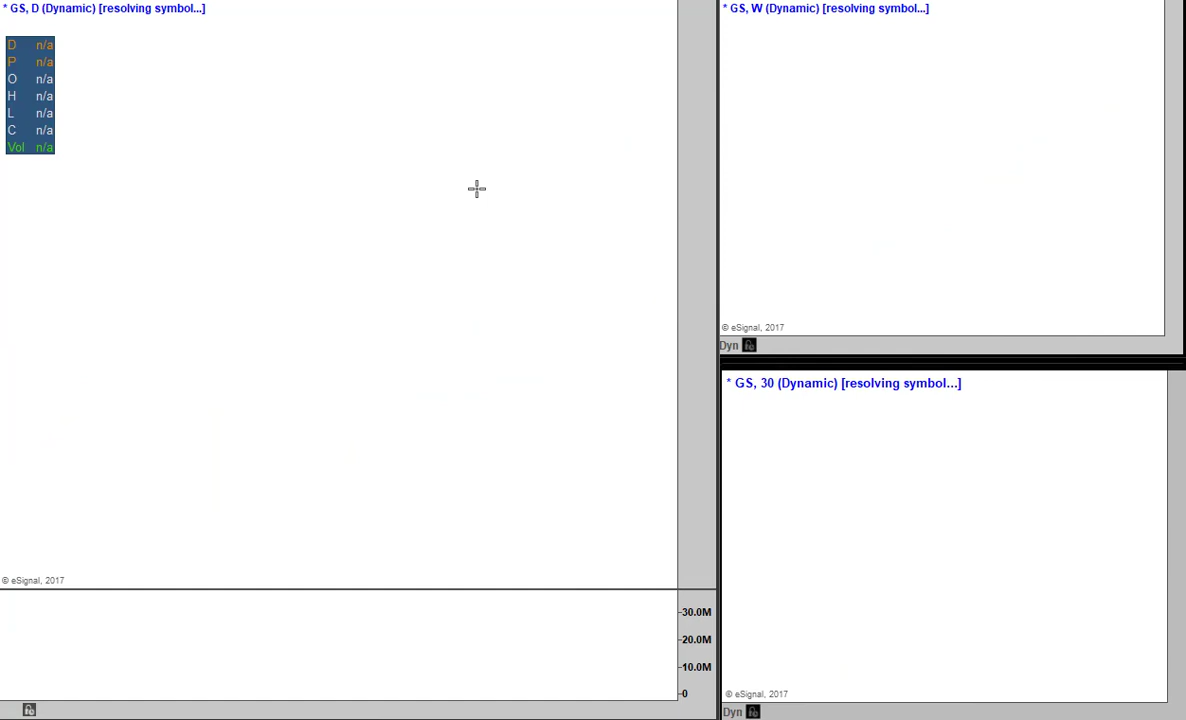 * GS, D (Dynamic) [resolving symbol...]
D n/a
P n/a
O n/a
H n/a
L n/a
C n/a
Vol n/a
© eSignal, 2017
30.0M
20.0M
10.0M
0
* GS, W (Dynamic) [resolving symbol...]
© eSignal, 2017
Dyn
* GS, 30 (Dynamic) [resolving symbol...]
© eSignal, 2017
Dyn